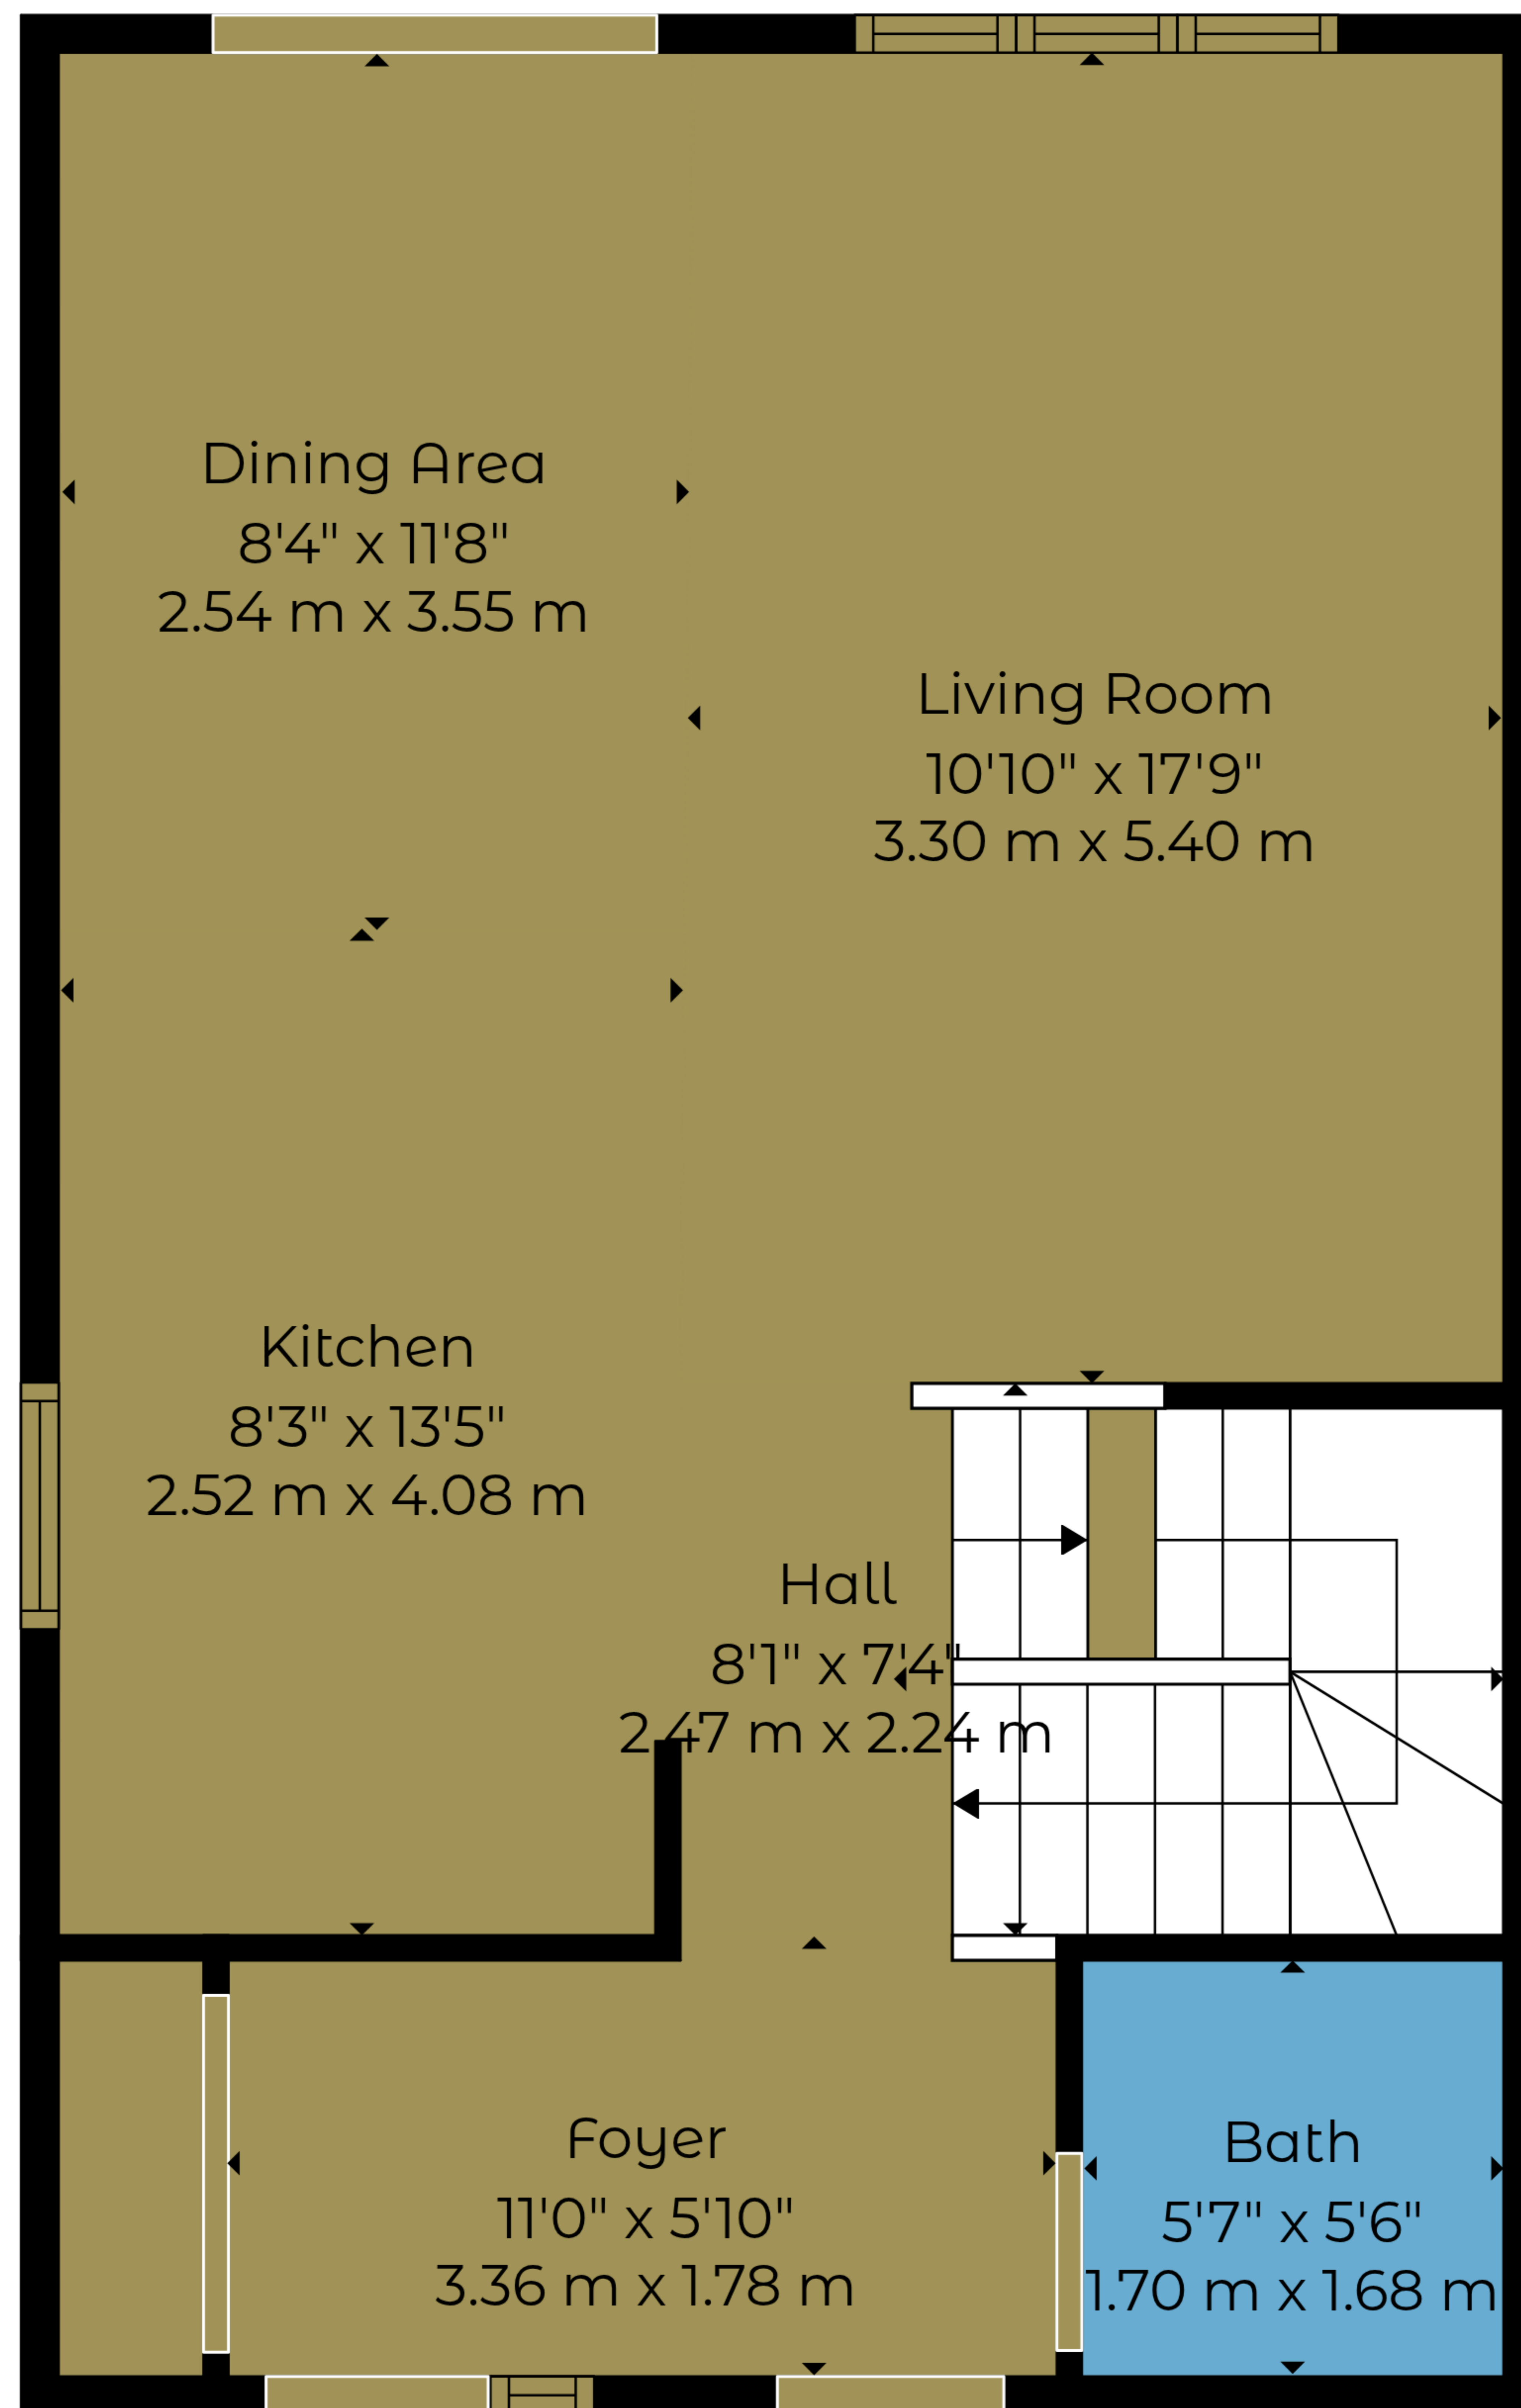 Dining Area
8'4" x 11'8"
2.54 m x 3.55 m
Living Room
10'10" x 17'9"
3.30 m x 5.40 m
Kitchen
8'3" x 13'5"
2.52 m x 4.08 m
Hall
8'1" x 7'4"
2.47 m x 2.24 m
Foyer
11'0" x 5'10"
3.36 m x 1.78 m
Bath
5'7" x 5'6"
1.70 m x 1.68 m